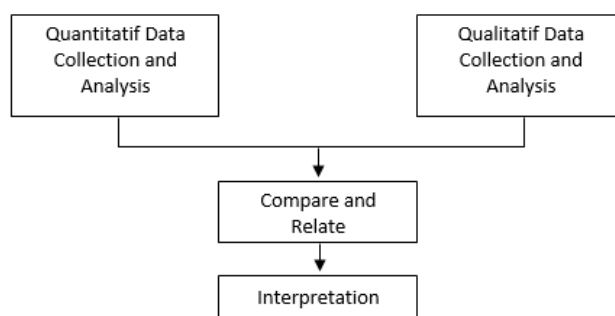 Quantitatif Data
Collection and
Analysis
Qualitatif Data
Collection and
Analysis
Compare and
Relate
Interpretation